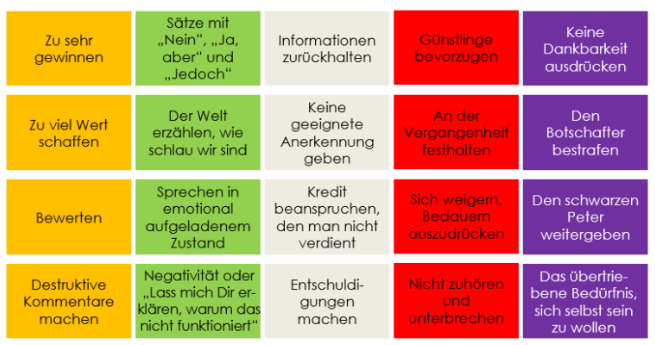 Zu sehr
gewinnen
Sätze mit
„Nein“, „Ja,
aber“ und
„Jedoch“
Informationen
zurückhalten
Günstlinge
bevorzugen
Keine
Dankbarkeit
ausdrücken
Zu viel Wert
schaffen
Der Welt
erzählen, wie
schlau wir sind
Keine
geeignete
Anerkennung
geben
An der
Vergangenheit
festhalten
Den
Botschafter
bestrafen
Bewerten
Sprechen in
emotional
aufgeladenem
Zustand
Kredit
beanspruchen,
den man nicht
verdient
Sich weigern,
Bedauern
auszudrücken
Den schwarzen
Peter
weitergeben
Destruktive
Kommentare
machen
Negativität oder
„Lass mich Dir er-
klären, warum das
nicht funktioniert“
Entschuldi-
gungen
machen
Nicht zuhören
und
unterbrechen
Das übertrie-
bene Bedürfnis,
sich selbst sein
zu wollen